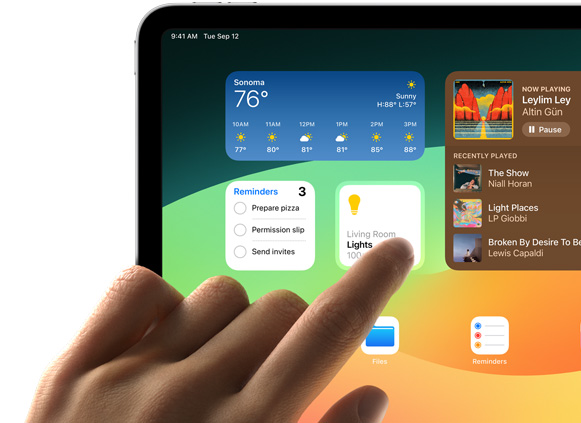 9:41 AM Tue Sep 12
Sonoma
76°
Sunny
H:88° L:57°
10AM 11AM 12PM 1PM 2PM 3PM
77° 80° 81° 81° 85° 88°
Reminders 3
Prepare pizza
Permission slip
Send invites
Living Room
Lights
100
NOW PLAYING
Leylim Ley
Altin Gün
Pause
RECENTLY PLAYED
The Show
Niall Horan
Light Places
LP Giobbi
Broken By Desire To Be
Lewis Capaldi
Files
Reminders